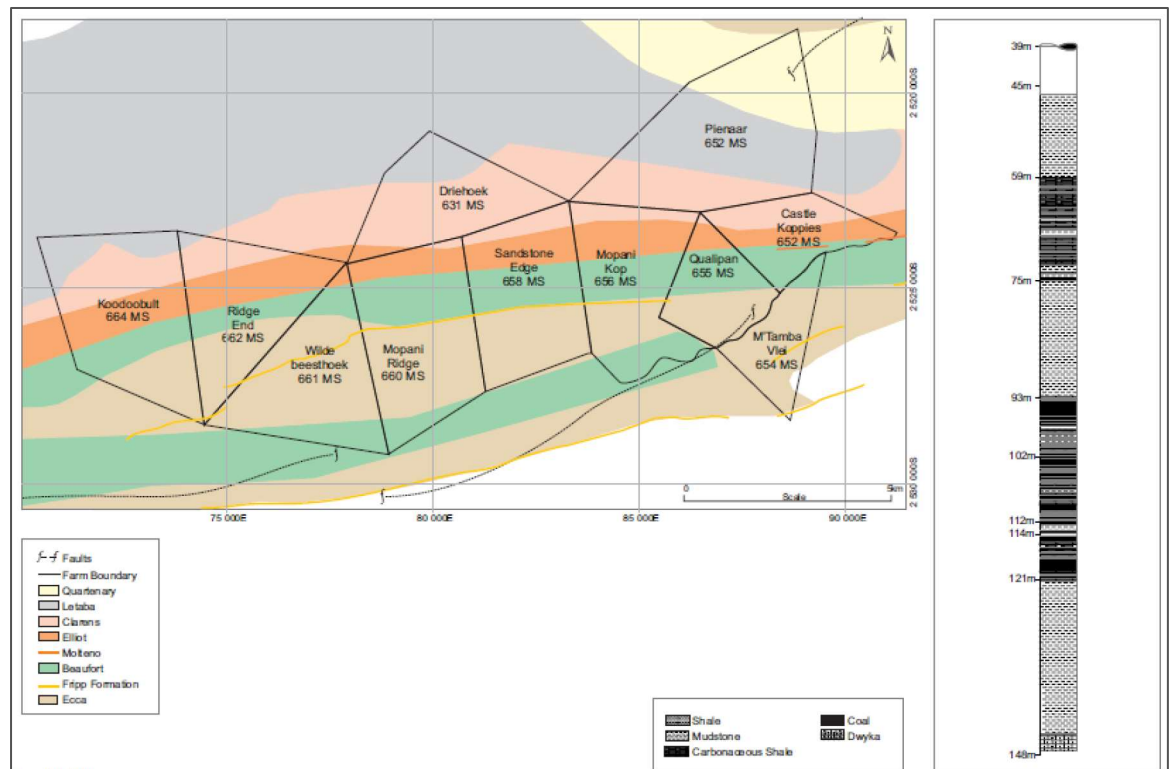 N
39m
45m
59m
75m
93m
102m
112m
114m
121m
148m
2 520 000S
2 525 000S
2 530 000S
Pienaar
652 MS
Driehoek
631 MS
Castle
Koppies
652 MS
Sandstone
Edge
658 MS
Mopani
Kop
656 MS
Qualipan
655 MS
Koodoobult
664 MS
Ridge
End
662 MS
Wilde
beesthoek
661 MS
Mopani
Ridge
660 MS
M'Tamba
Vlei
654 MS
0
5km
Scale
75 000E
80 000E
85 000E
90 000E
Faults
Farm Boundary
Quartenary
Letaba
Clarens
Elliot
Molteno
Beaufort
Fripp Formation
Ecca
Shale
Mudstone
Carbonaceous Shale
Coal
Dwyka